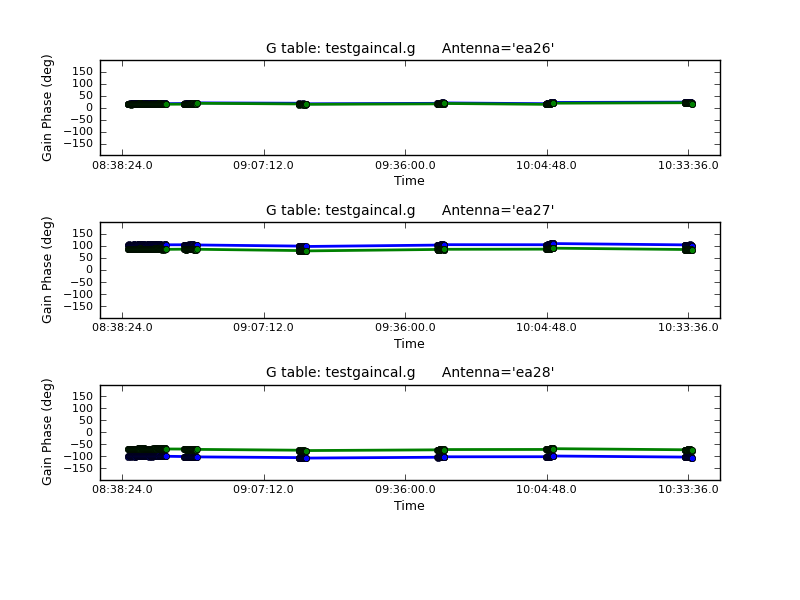 G table: testgaincal.g Antenna='ea26'
Gain Phase (deg)
150
100
50
0
−50
−100
−150
08:38:24.0 09:07:12.0 09:36:00.0 10:04:48.0 10:33:36.0
Time
G table: testgaincal.g Antenna='ea27'
Gain Phase (deg)
150
100
50
0
−50
−100
−150
08:38:24.0 09:07:12.0 09:36:00.0 10:04:48.0 10:33:36.0
Time
G table: testgaincal.g Antenna='ea28'
Gain Phase (deg)
150
100
50
0
−50
−100
−150
08:38:24.0 09:07:12.0 09:36:00.0 10:04:48.0 10:33:36.0
Time